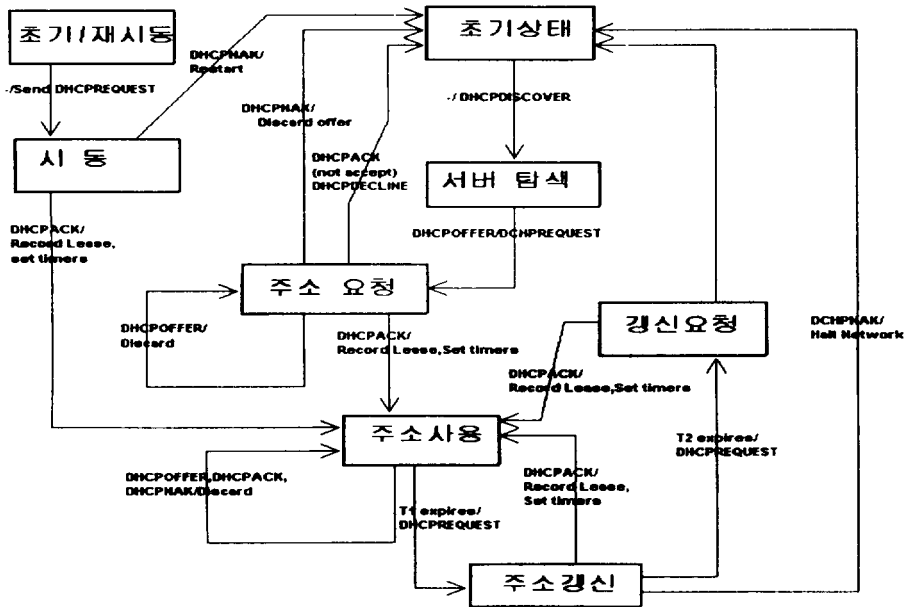 초기/재시동
초기상태
DHCPNAK/
Restart
-/Send DHCPREQUEST
-/ DHCPDISCOVER
DHCPNAK/
Discard offer
시 동
DHCPACK
(not accept)
DHCPDECLINE
서버 탐색
DHCPACK/
Record Lease,
set timers
DHCPOFFER/DCHPREQUEST
주소 요청
갱신요청
DHCPOFFER/
Discard
DHCPACK/
Record Lease,Set timers
DCHPNAK/
Halt Network
DHCPACK/
Record Lease,Set timers
주소사용
T2 expires/
DHCPREQUEST
DHCPOFFER,DHCPACK,
DHCPNAK/Discard
DHCPACK/
Record Lease,
Set timers
T1 expires/
DHCPREQUEST
주소갱신